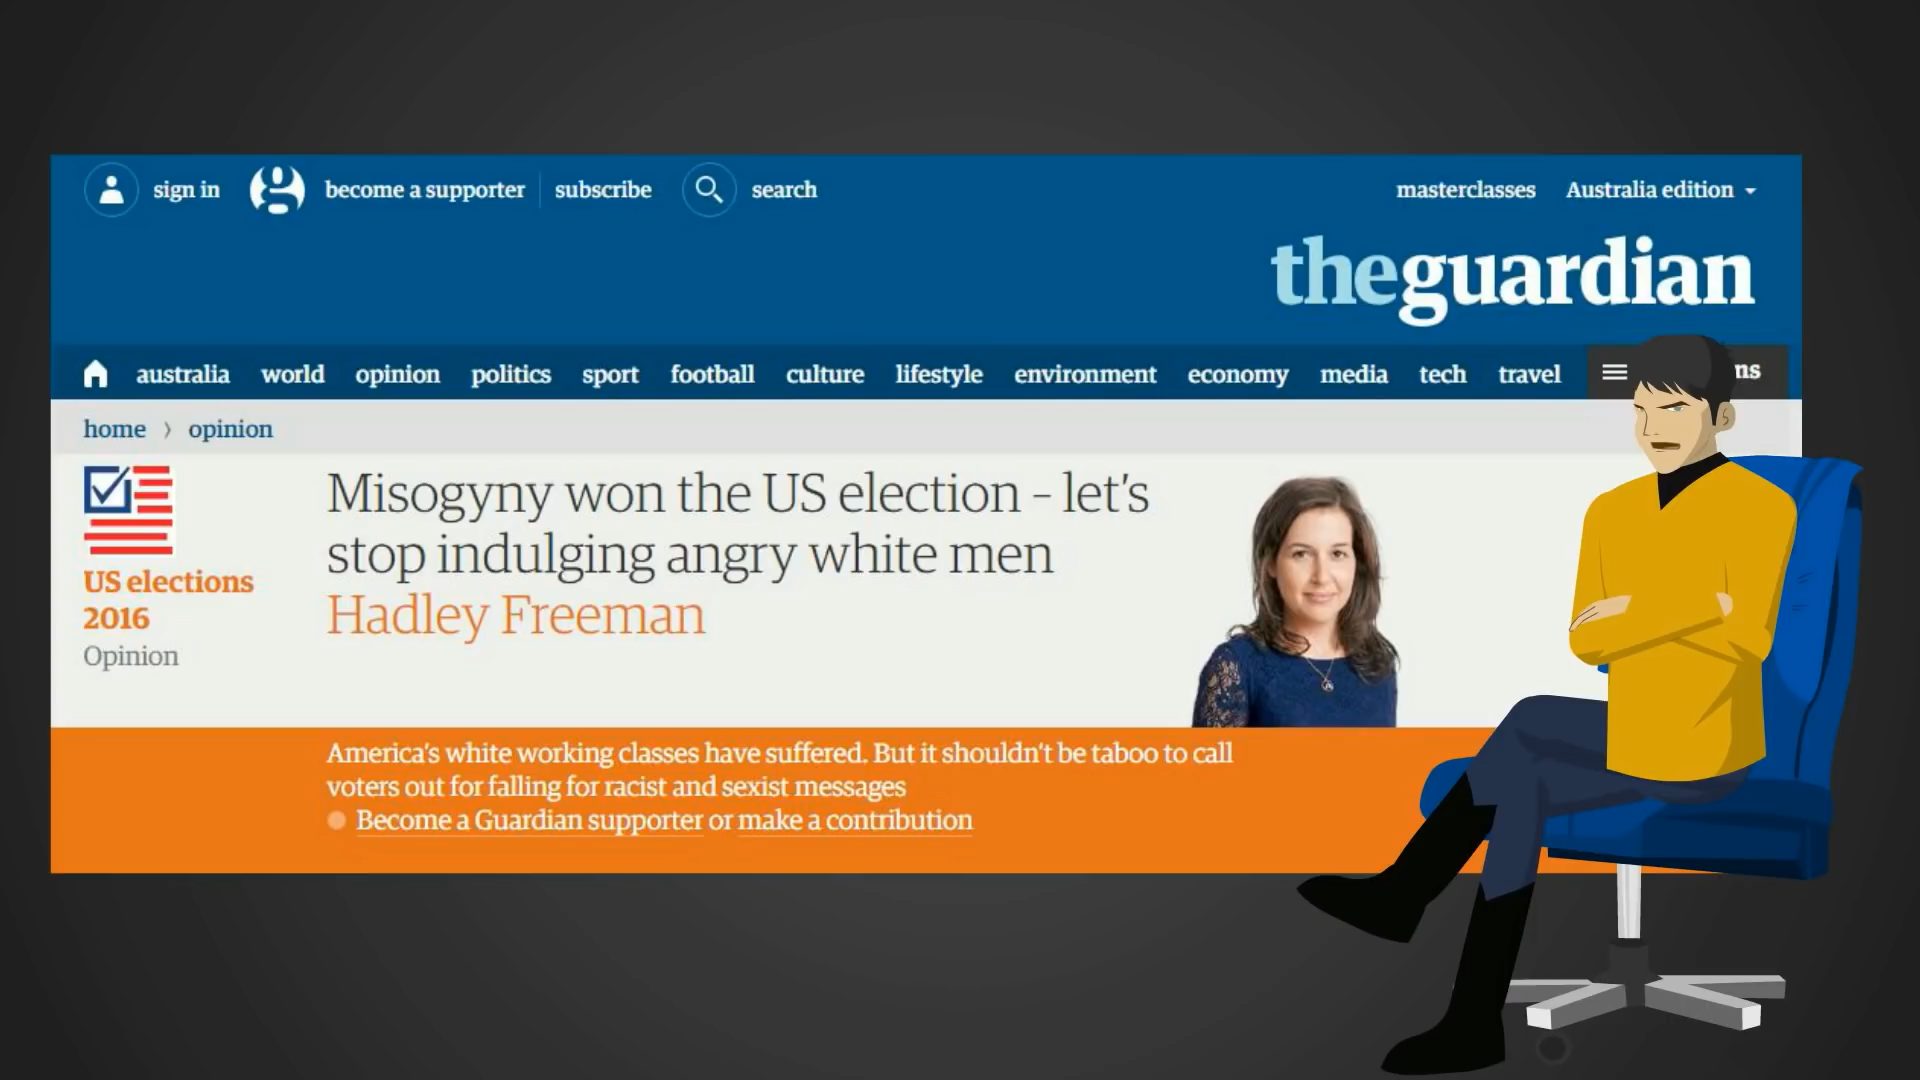 sign in
become a supporter
subscribe
search
masterclasses
Australia edition
theguardian
australia world opinion politics sport football culture lifestyle environment economy media tech travel
home › opinion
US elections
2016
Opinion
Misogyny won the US election – let's
stop indulging angry white men
Hadley Freeman
America's white working classes have suffered. But it shouldn't be taboo to call
voters out for falling for racist and sexist messages
Become a Guardian supporter or make a contribution